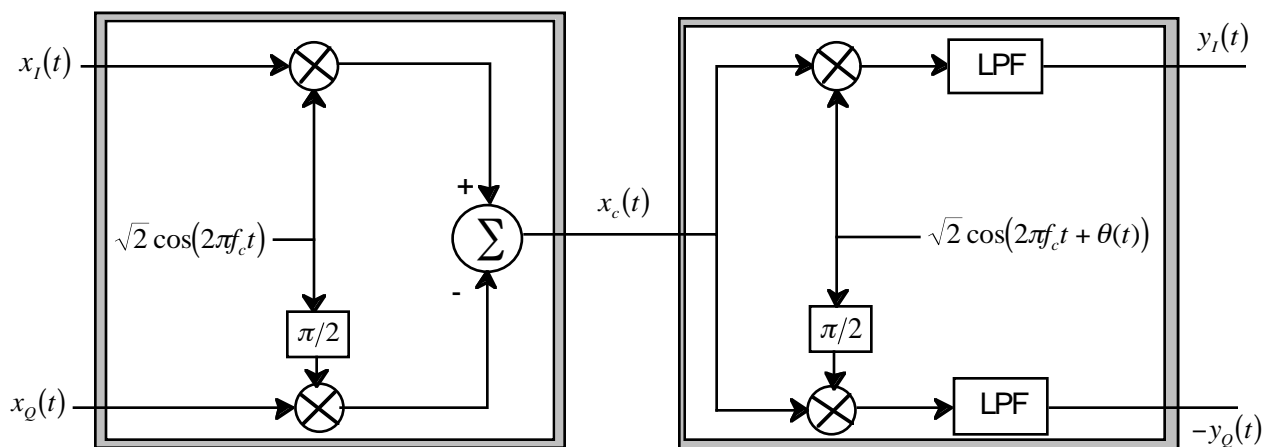 x_I(t)
√2 cos(2πf_c t)
π/2
x_Q(t)
+
Σ
-
x_c(t)
LPF
y_I(t)
√2 cos(2πf_c t + θ(t))
π/2
LPF
-y_Q(t)